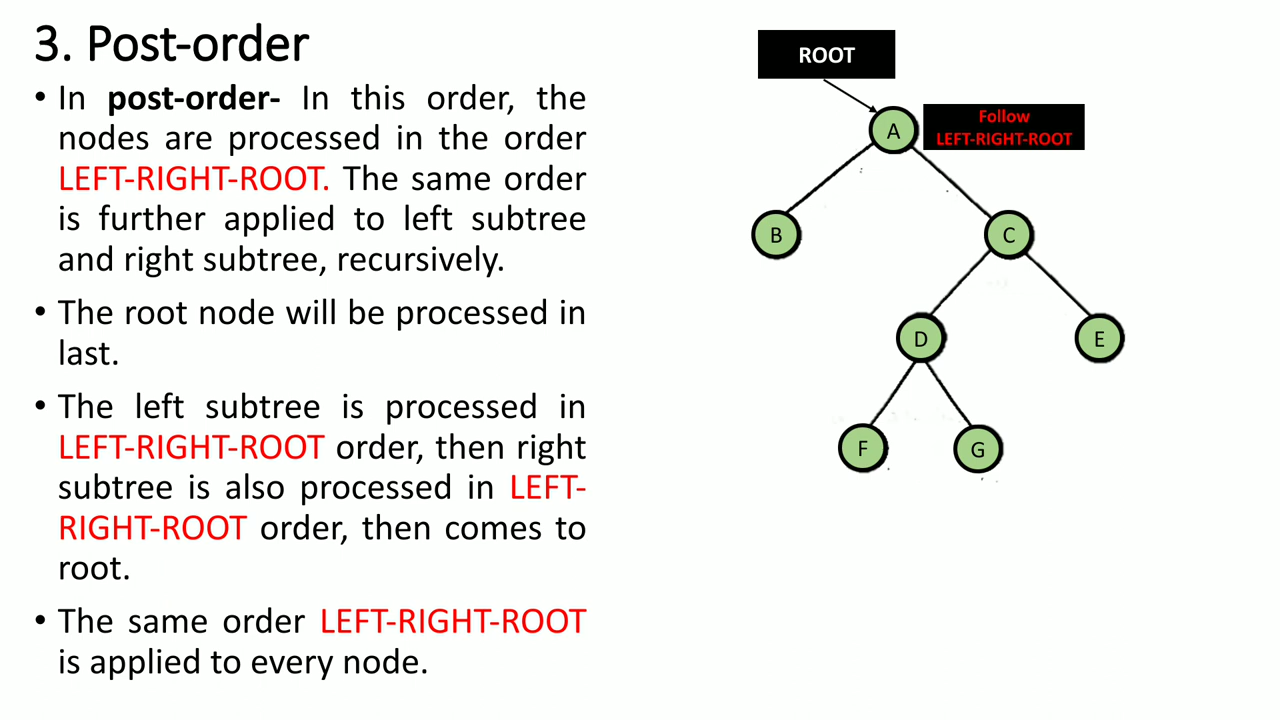 3. Post-order
• In post-order- In this order, the
nodes are processed in the order
LEFT-RIGHT-ROOT. The same order
is further applied to left subtree
and right subtree, recursively.
• The root node will be processed in
last.
• The left subtree is processed in
LEFT-RIGHT-ROOT order, then right
subtree is also processed in LEFT-
RIGHT-ROOT order, then comes to
root.
• The same order LEFT-RIGHT-ROOT
is applied to every node.
ROOT
Follow
LEFT-RIGHT-ROOT
A
B
C
D
E
F
G